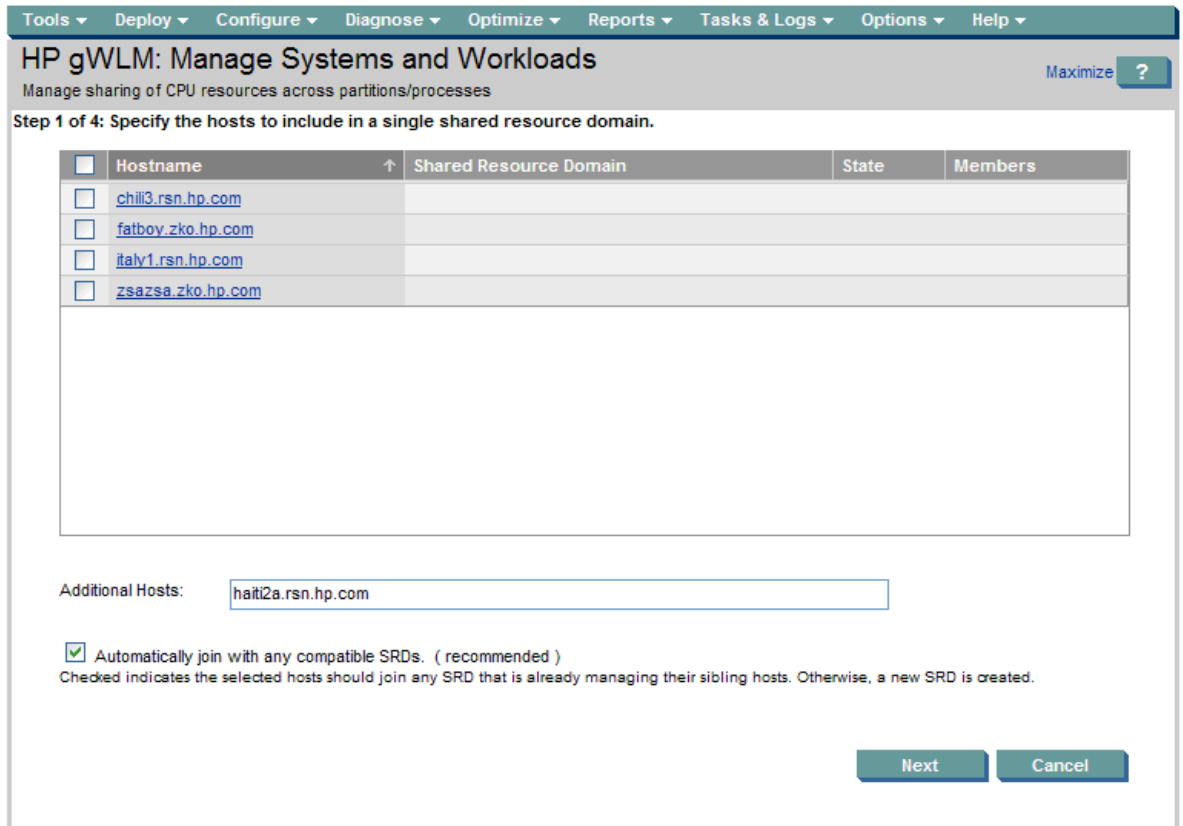 Tools Deploy Configure Diagnose Optimize Reports Tasks & Logs Options Help
HP gWLM: Manage Systems and Workloads
Maximize ?
Manage sharing of CPU resources across partitions/processes
Step 1 of 4: Specify the hosts to include in a single shared resource domain.
Hostname Shared Resource Domain State Members
chili3.rsn.hp.com
fatboy.zko.hp.com
italy1.rsn.hp.com
zsazsa.zko.hp.com
Additional Hosts: haiti2a.rsn.hp.com
Automatically join with any compatible SRDs. ( recommended )
Checked indicates the selected hosts should join any SRD that is already managing their sibling hosts. Otherwise, a new SRD is created.
Next Cancel